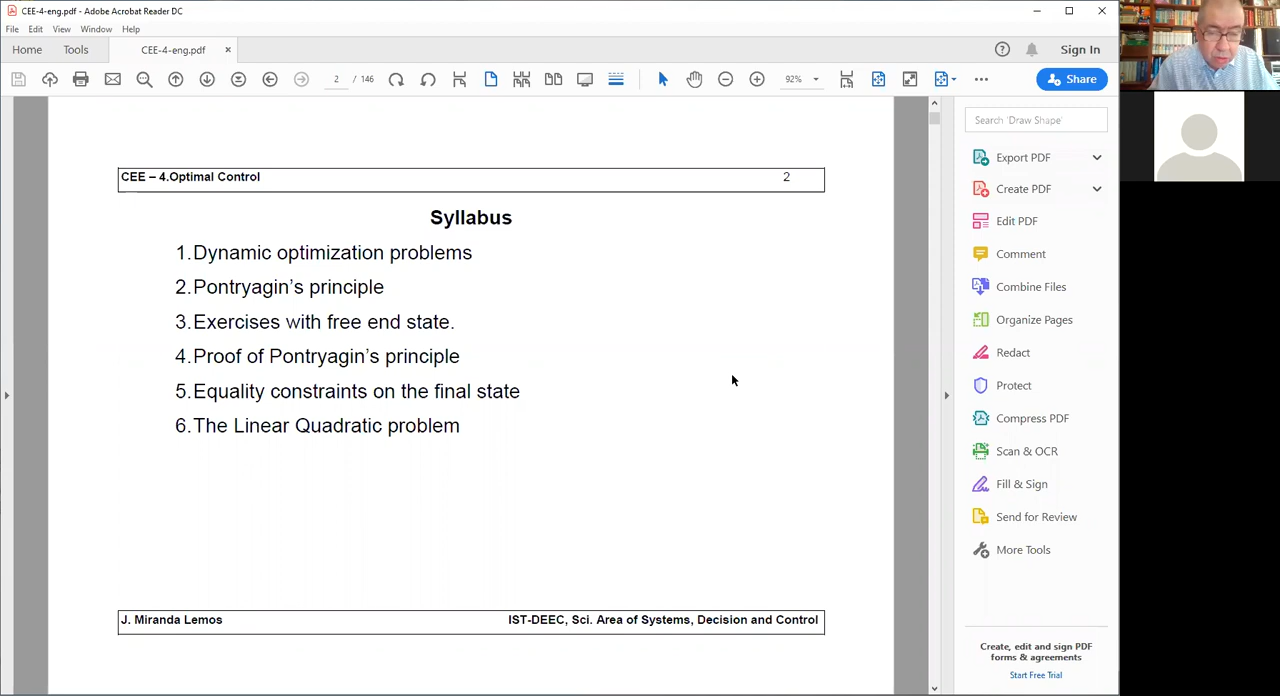 CEE-4-eng.pdf - Adobe Acrobat Reader DC
File Edit View Window Help
Home Tools CEE-4-eng.pdf × Sign In
2 / 146 92% Share
CEE – 4.Optimal Control 2
Syllabus
1.Dynamic optimization problems
2.Pontryagin’s principle
3.Exercises with free end state.
4.Proof of Pontryagin’s principle
5.Equality constraints on the final state
6.The Linear Quadratic problem
J. Miranda Lemos IST-DEEC, Sci. Area of Systems, Decision and Control
Search 'Draw Shape'
Export PDF
Create PDF
Edit PDF
Comment
Combine Files
Organize Pages
Redact
Protect
Compress PDF
Scan & OCR
Fill & Sign
Send for Review
More Tools
Create, edit and sign PDF
forms & agreements
Start Free Trial